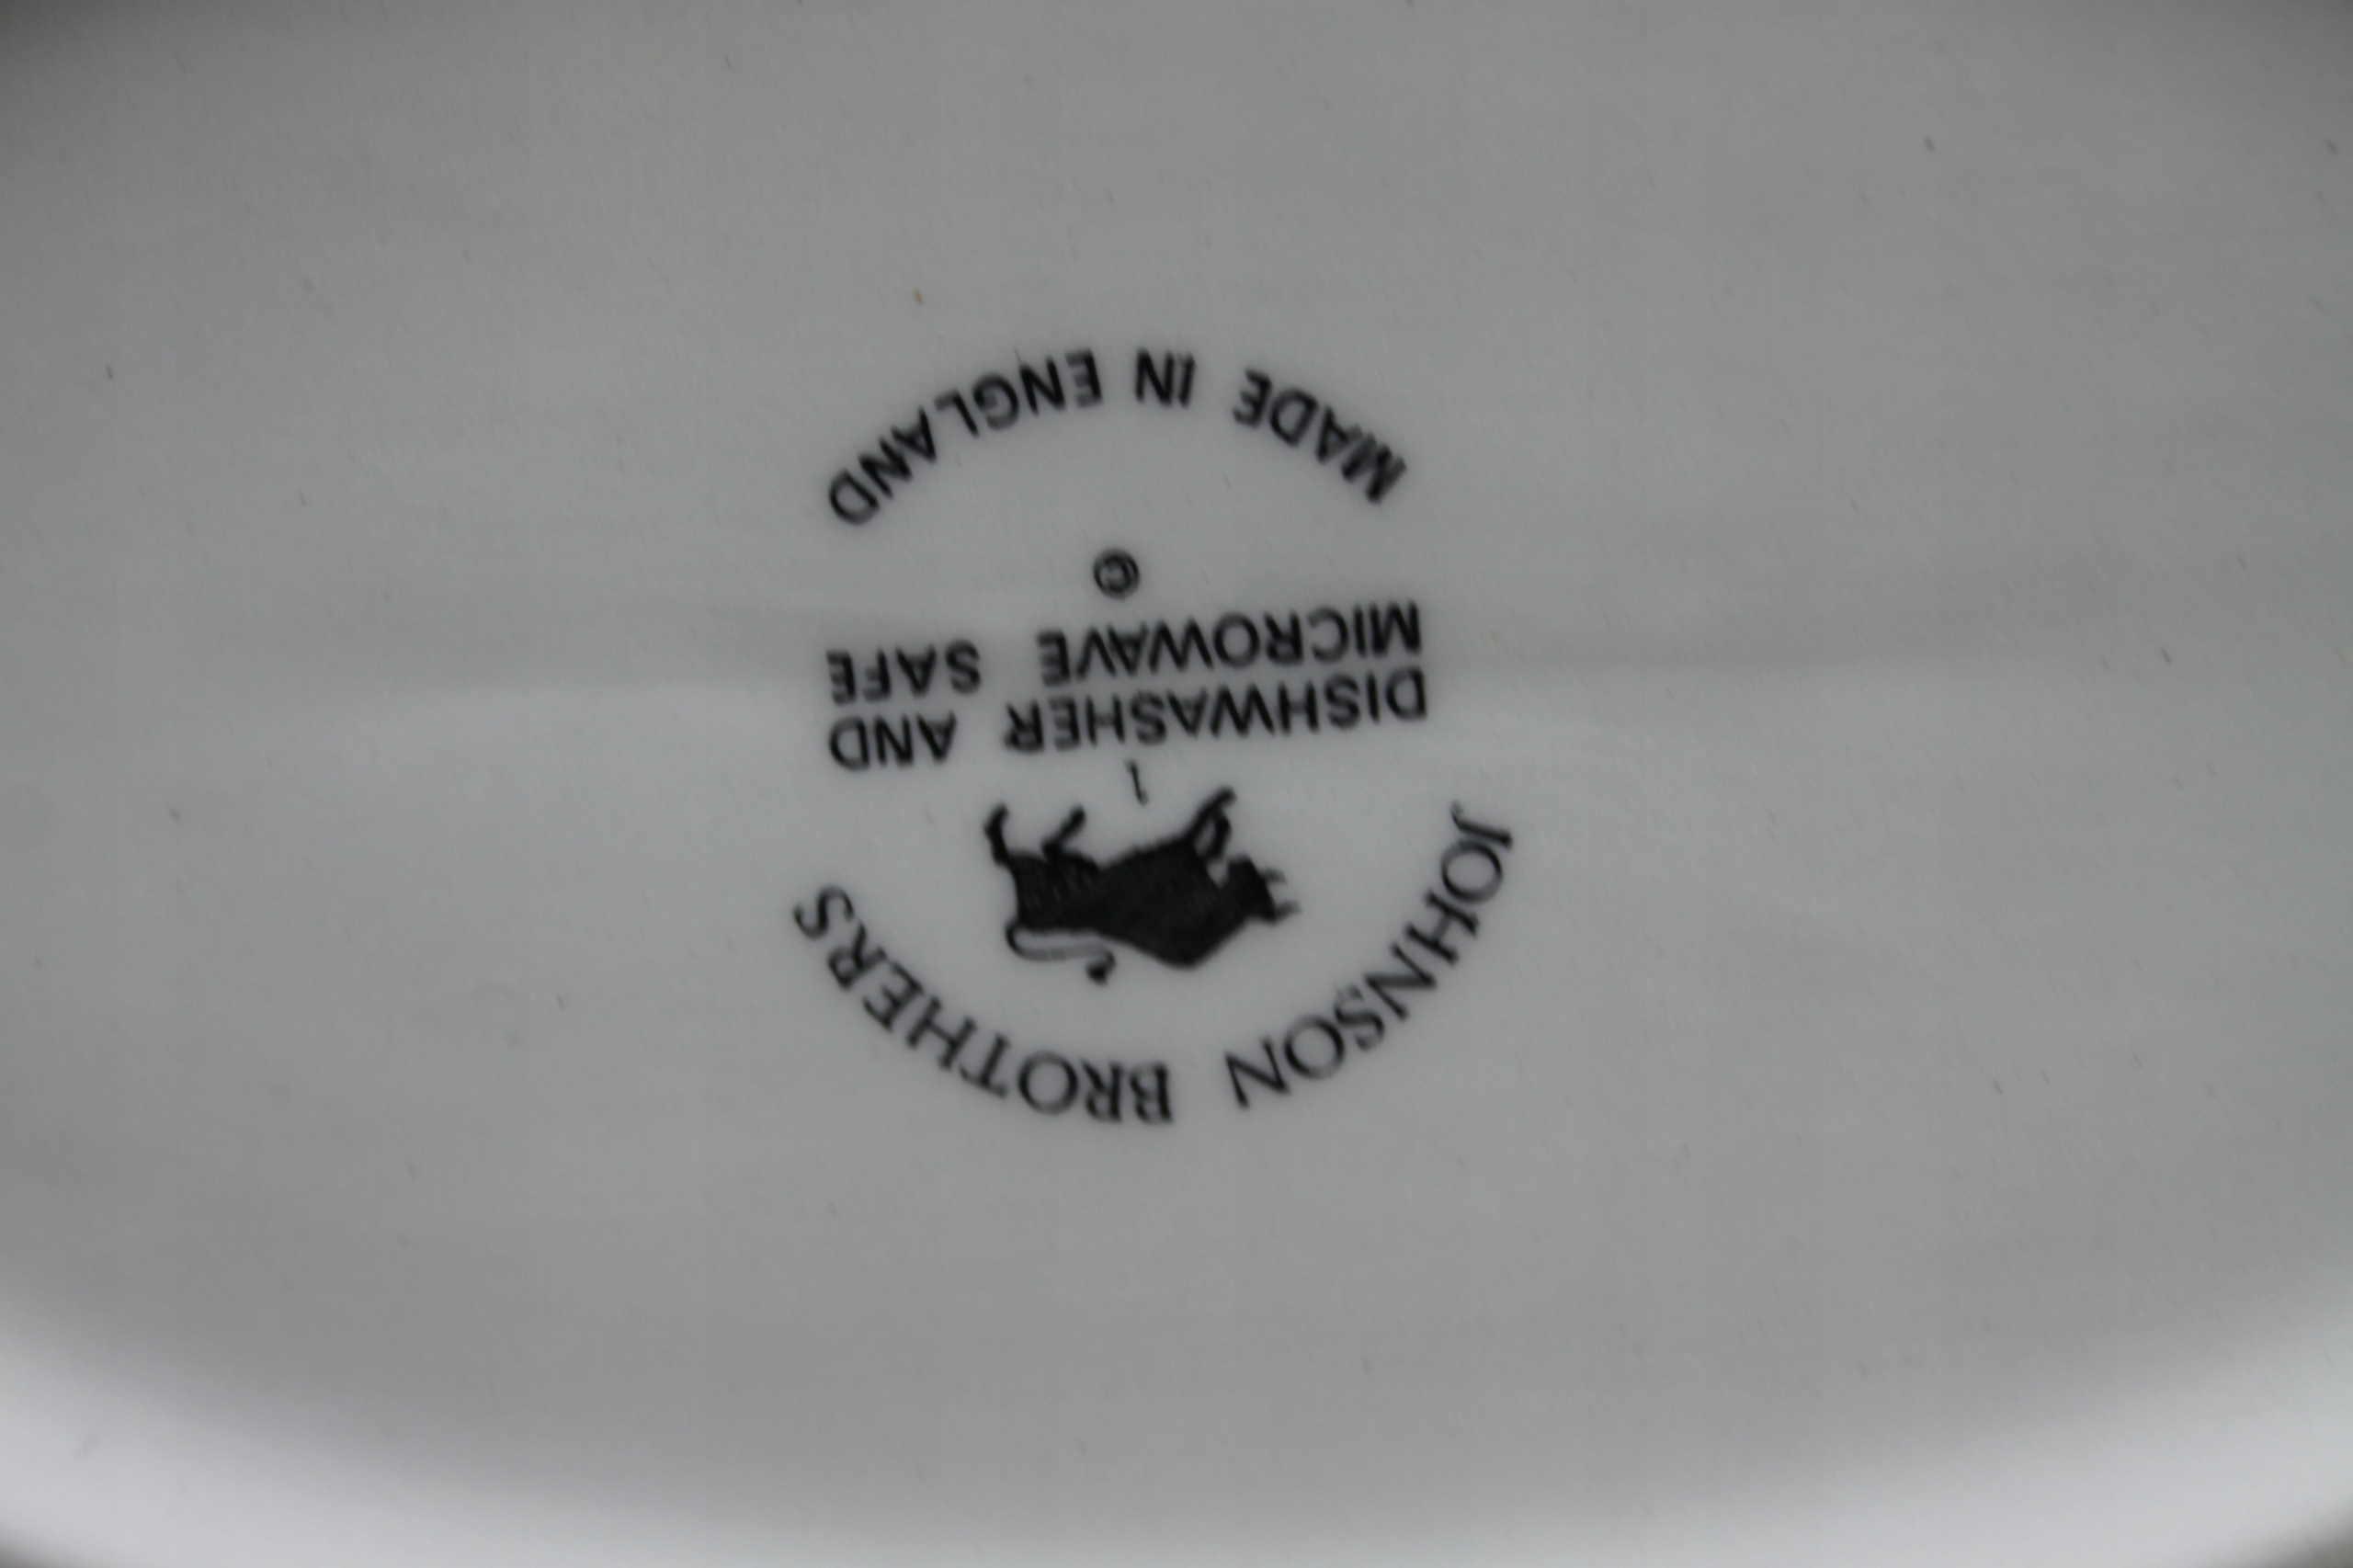 JOHNSON BROTHERS
1
DISHWASHER AND
MICROWAVE SAFE
©
MADE IN ENGLAND